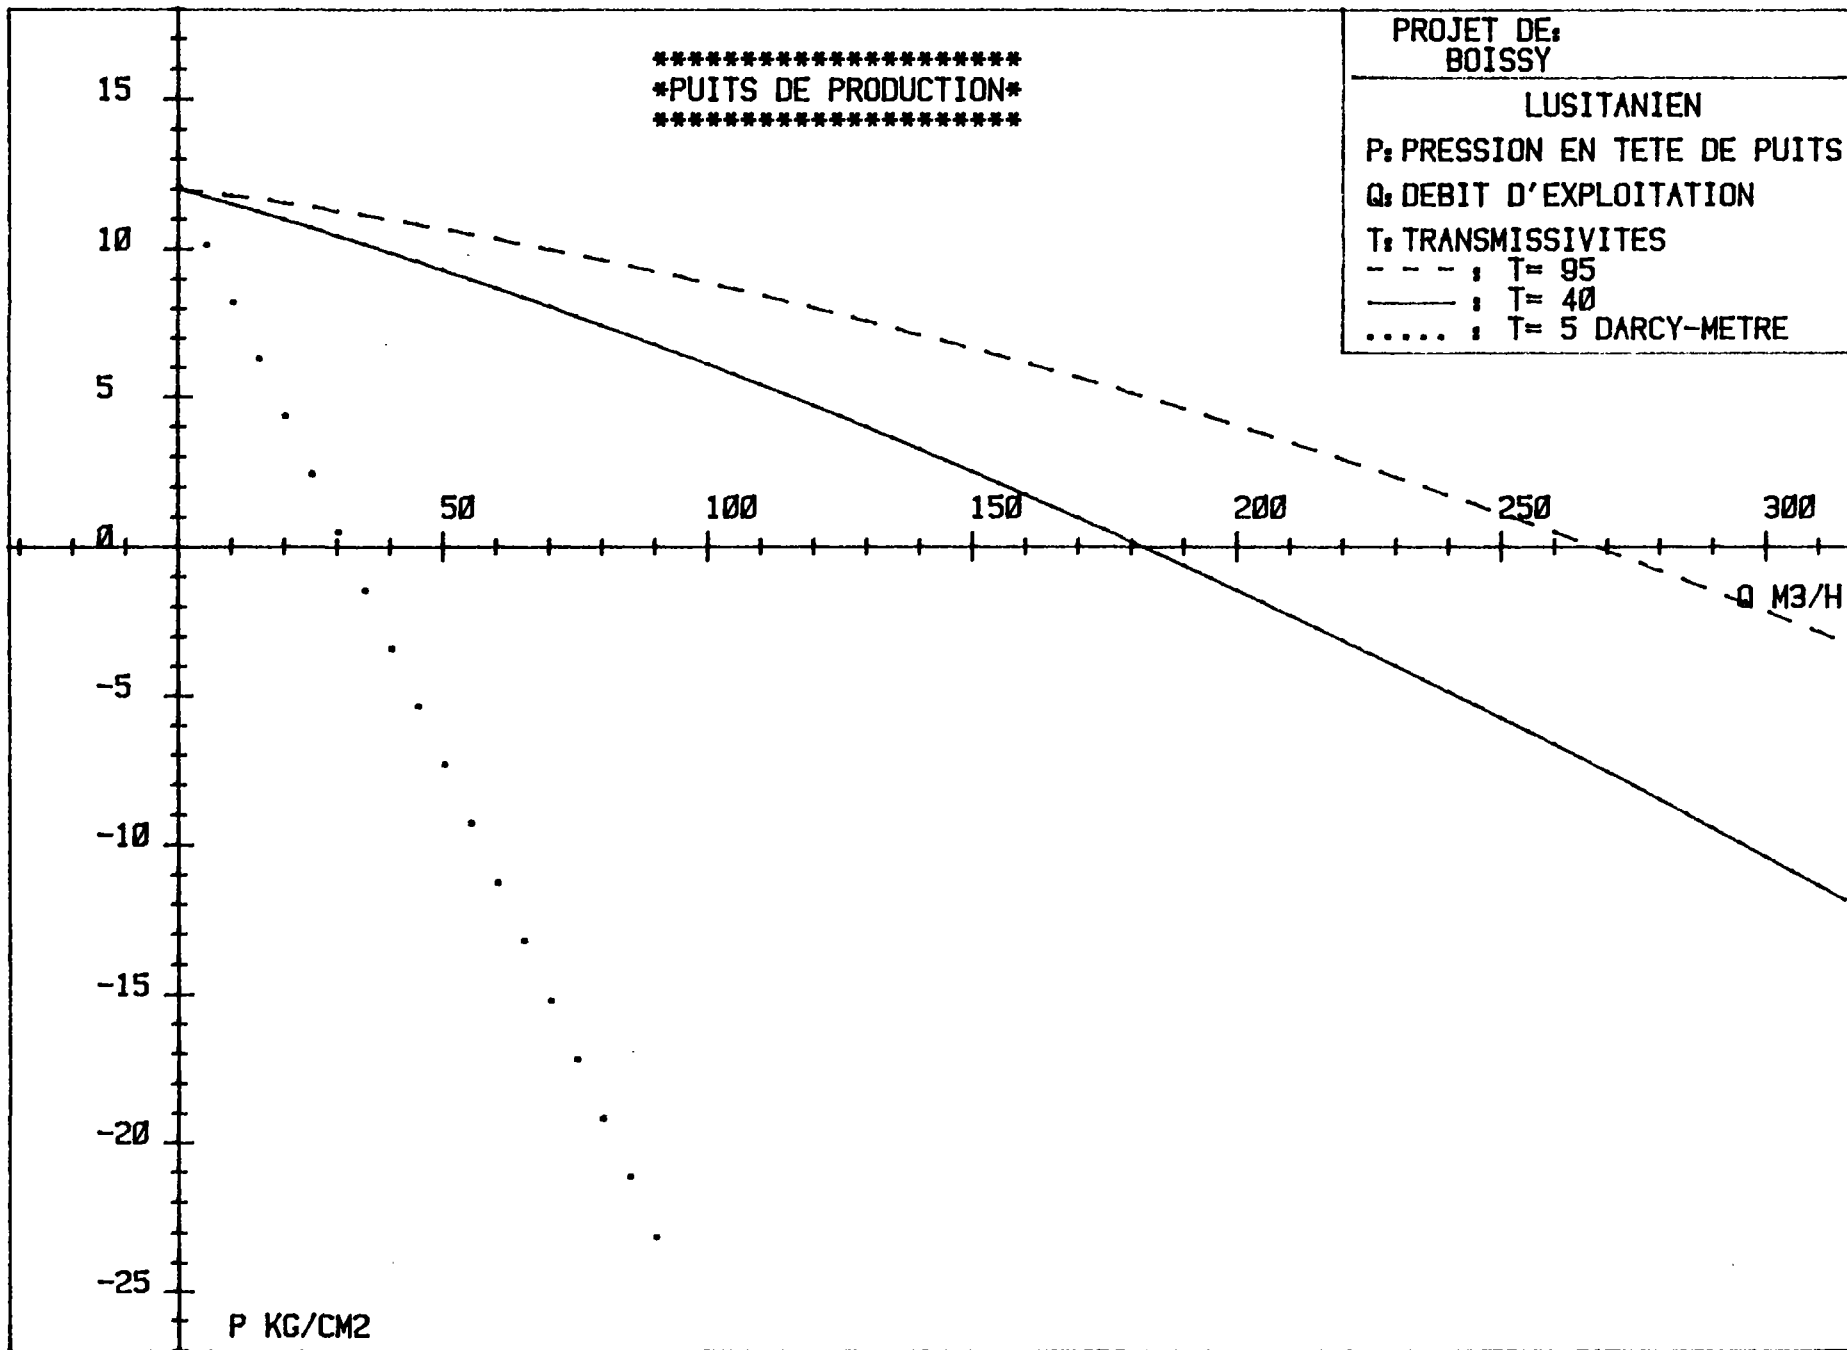 ********************
*PUITS DE PRODUCTION*
********************
PROJET DE:
BOISSY
LUSITANIEN
P: PRESSION EN TETE DE PUITS
Q: DEBIT D'EXPLOITATION
T: TRANSMISSIVITES
- - - : T= 95
——— : T= 40
..... : T= 5 DARCY-METRE
15
10
5
0
50
100
150
200
250
300
Q M3/H
-5
-10
-15
-20
-25
P KG/CM2